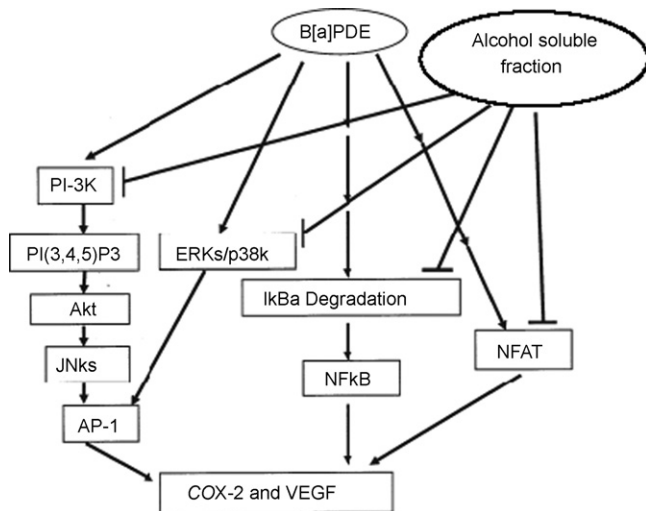 B[a]PDE
Alcohol soluble
fraction
PI-3K
PI(3,4,5)P3
ERKs/p38k
Akt
IkBa Degradation
JNks
NFkB
NFAT
AP-1
COX-2 and VEGF